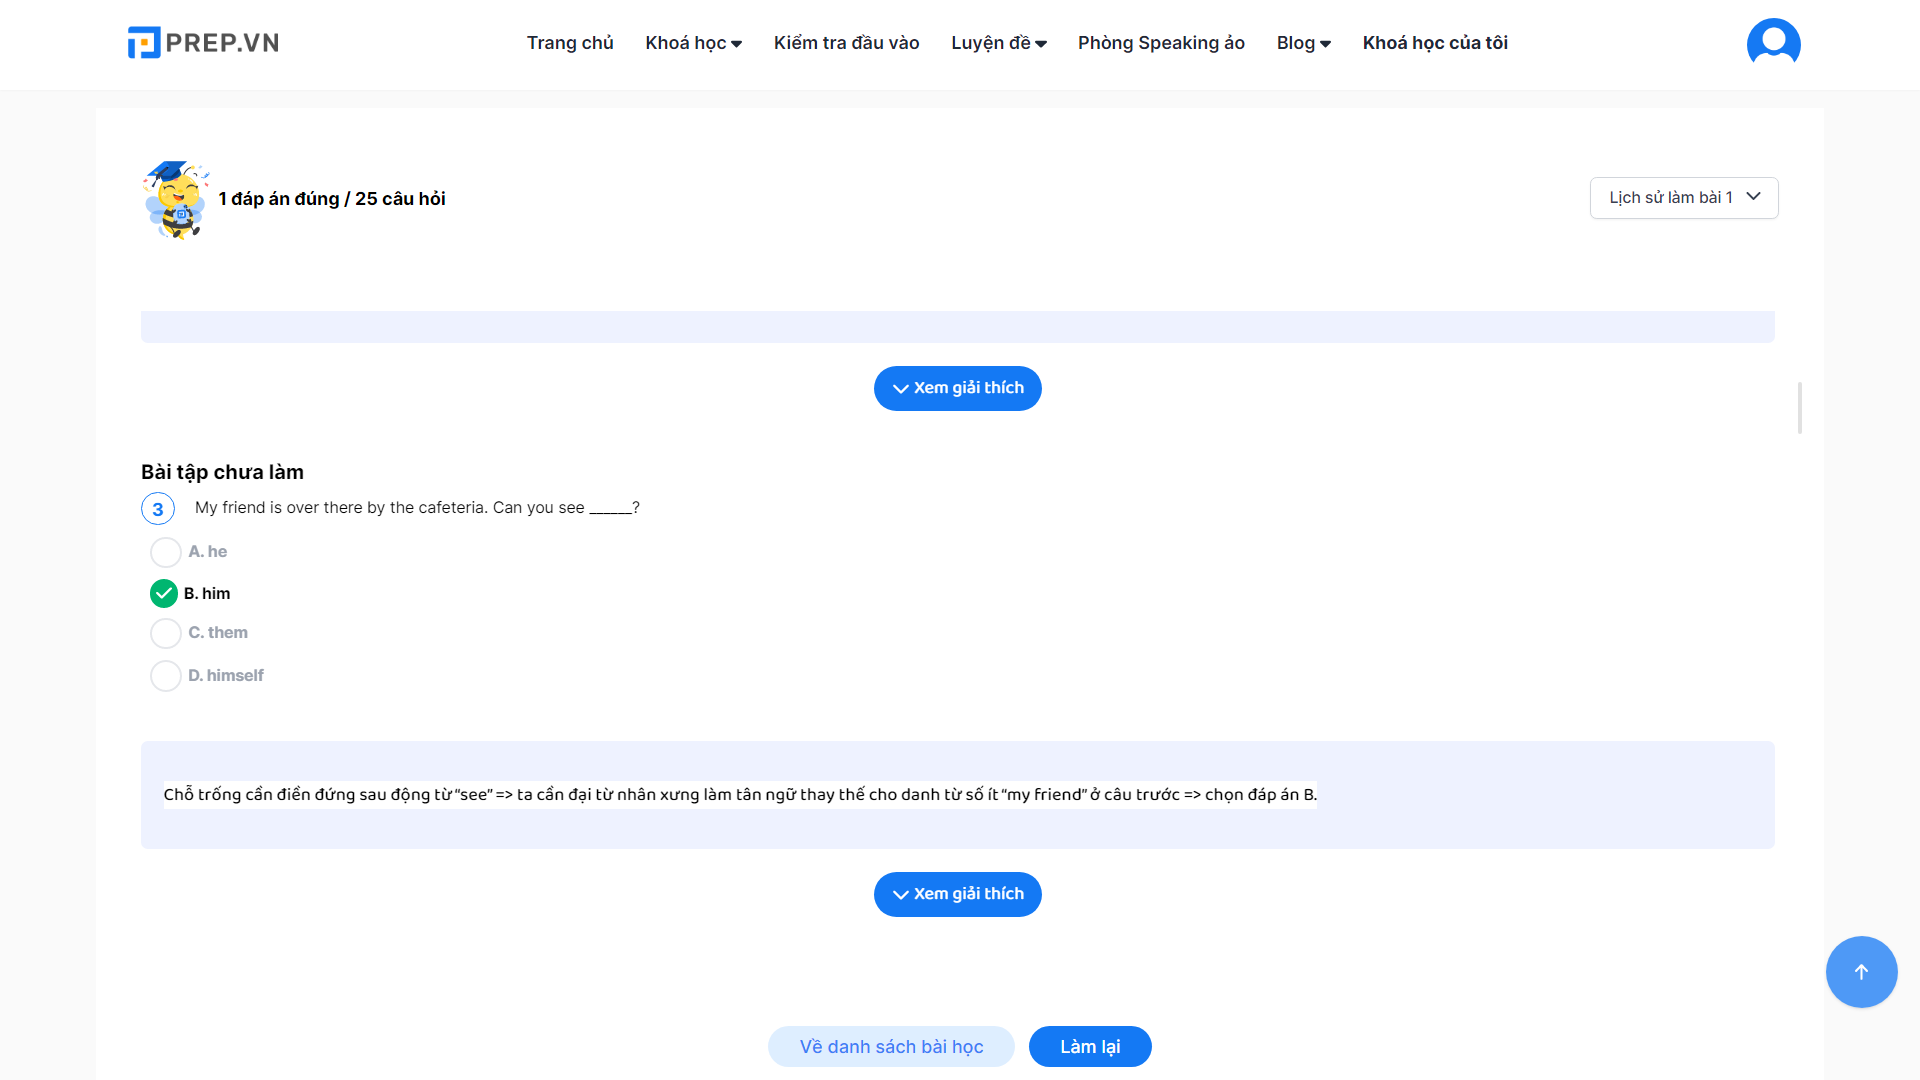 PREP.VN
Trang chủ
Khoá học
Kiểm tra đầu vào
Luyện đề
Phòng Speaking ảo
Blog
Khoá học của tôi
1 đáp án đúng / 25 câu hỏi
Lịch sử làm bài 1
Xem giải thích
Bài tập chưa làm
3 My friend is over there by the cafeteria. Can you see ______?
A. he
B. him
C. them
D. himself
Chỗ trống cần điền đứng sau động từ “see” => ta cần đại từ nhân xưng làm tân ngữ thay thế cho danh từ số ít “my friend” ở câu trước => chọn đáp án B.
Xem giải thích
Về danh sách bài học
Làm lại